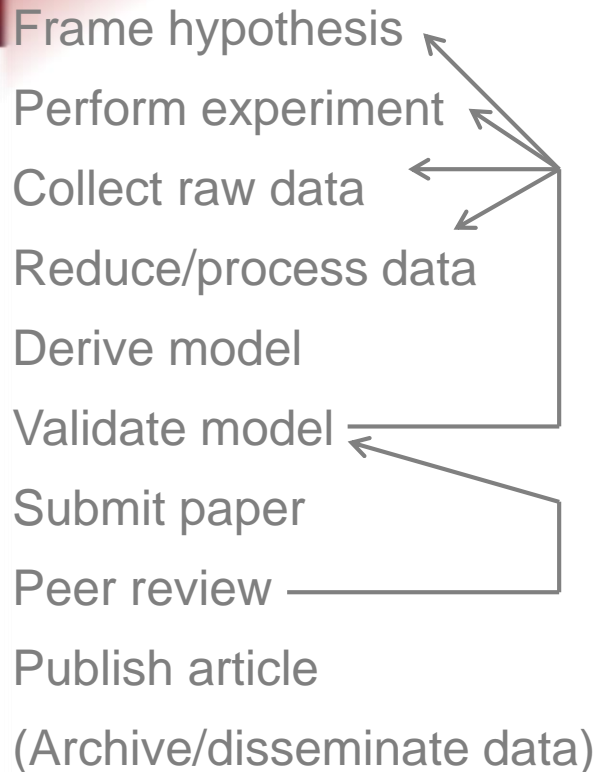 Frame hypothesis
Perform experiment
Collect raw data
Reduce/process data
Derive model
Validate model
Submit paper
Peer review
Publish article
(Archive/disseminate data)